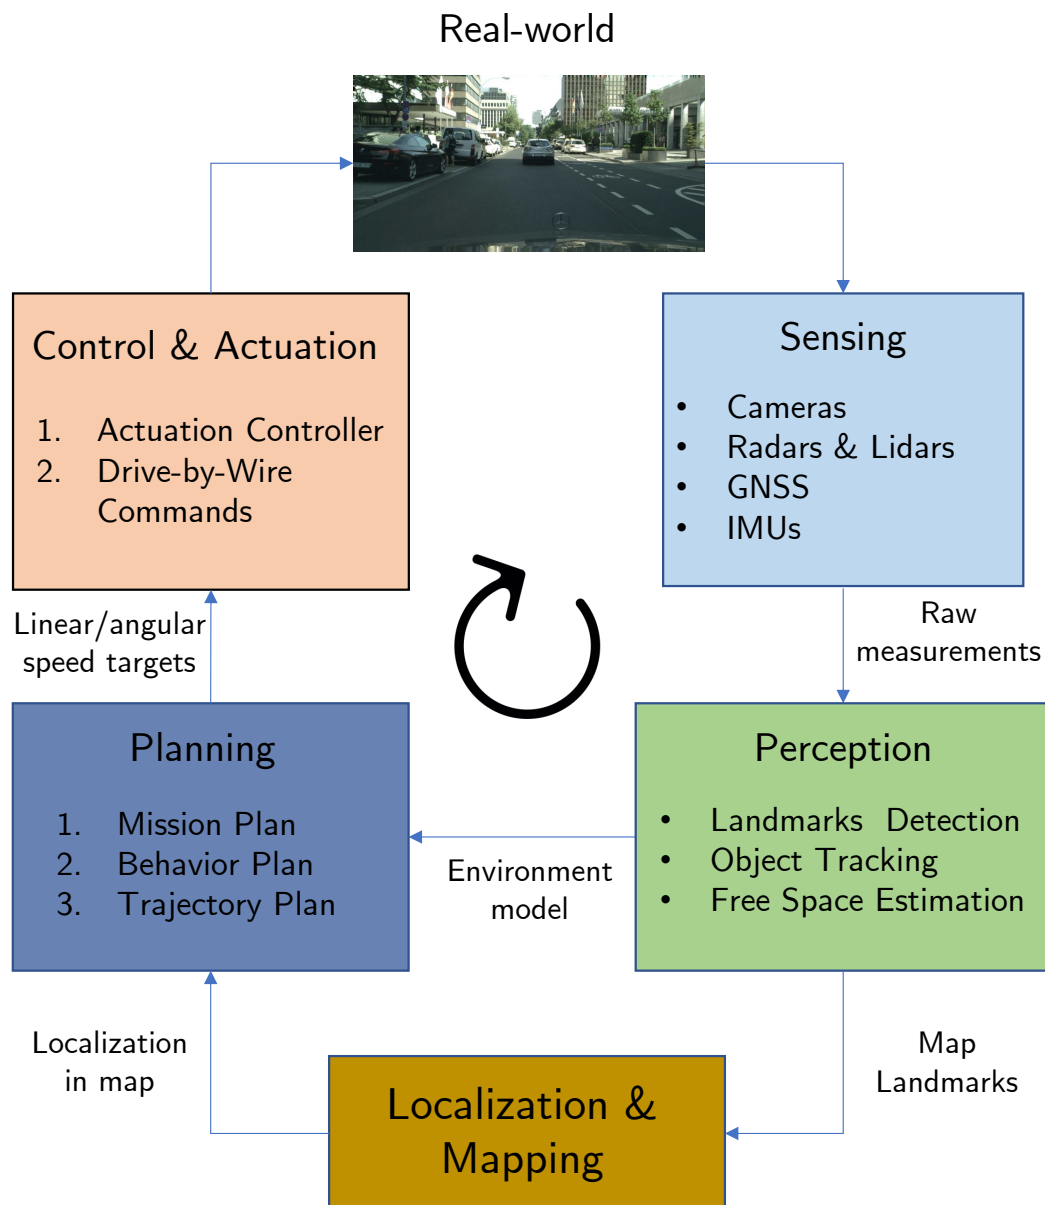 Real-world
Control & Actuation
1. Actuation Controller
2. Drive-by-Wire
Commands
Sensing
• Cameras
• Radars & Lidars
• GNSS
• IMUs
Linear/angular
speed targets
Raw
measurements
Planning
1. Mission Plan
2. Behavior Plan
3. Trajectory Plan
Environment
model
Perception
• Landmarks Detection
• Object Tracking
• Free Space Estimation
Localization
in map
Localization &
Mapping
Map
Landmarks